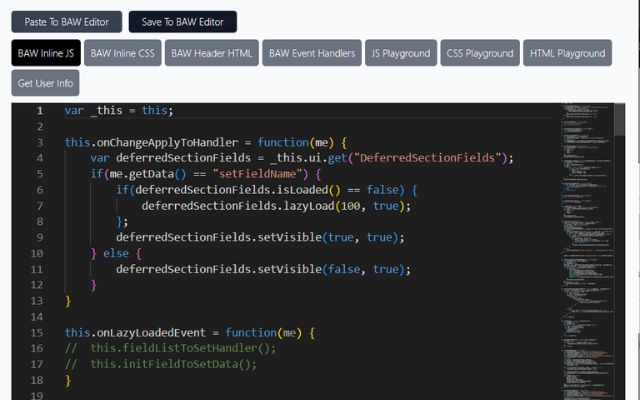 Paste To BAW Editor Save To BAW Editor
BAW Inline JS BAW Inline CSS BAW Header HTML BAW Event Handlers JS Playground CSS Playground HTML Playground
Get User Info
1 var _this = this;
2
3 this.onChangeApplyToHandler = function(me) {
4     var deferredSectionFields = _this.ui.get("DeferredSectionFields");
5     if(me.getData() == "setFieldName") {
6         if(deferredSectionFields.isLoaded() == false) {
7             deferredSectionFields.lazyLoad(100, true);
8         };
9         deferredSectionFields.setVisible(true, true);
10     } else {
11         deferredSectionFields.setVisible(false, true);
12     }
13 }
14
15 this.onLazyLoadedEvent = function(me) {
16 //  this.fieldListToSetHandler();
17 //  this.initFieldToSetData();
18 }
19